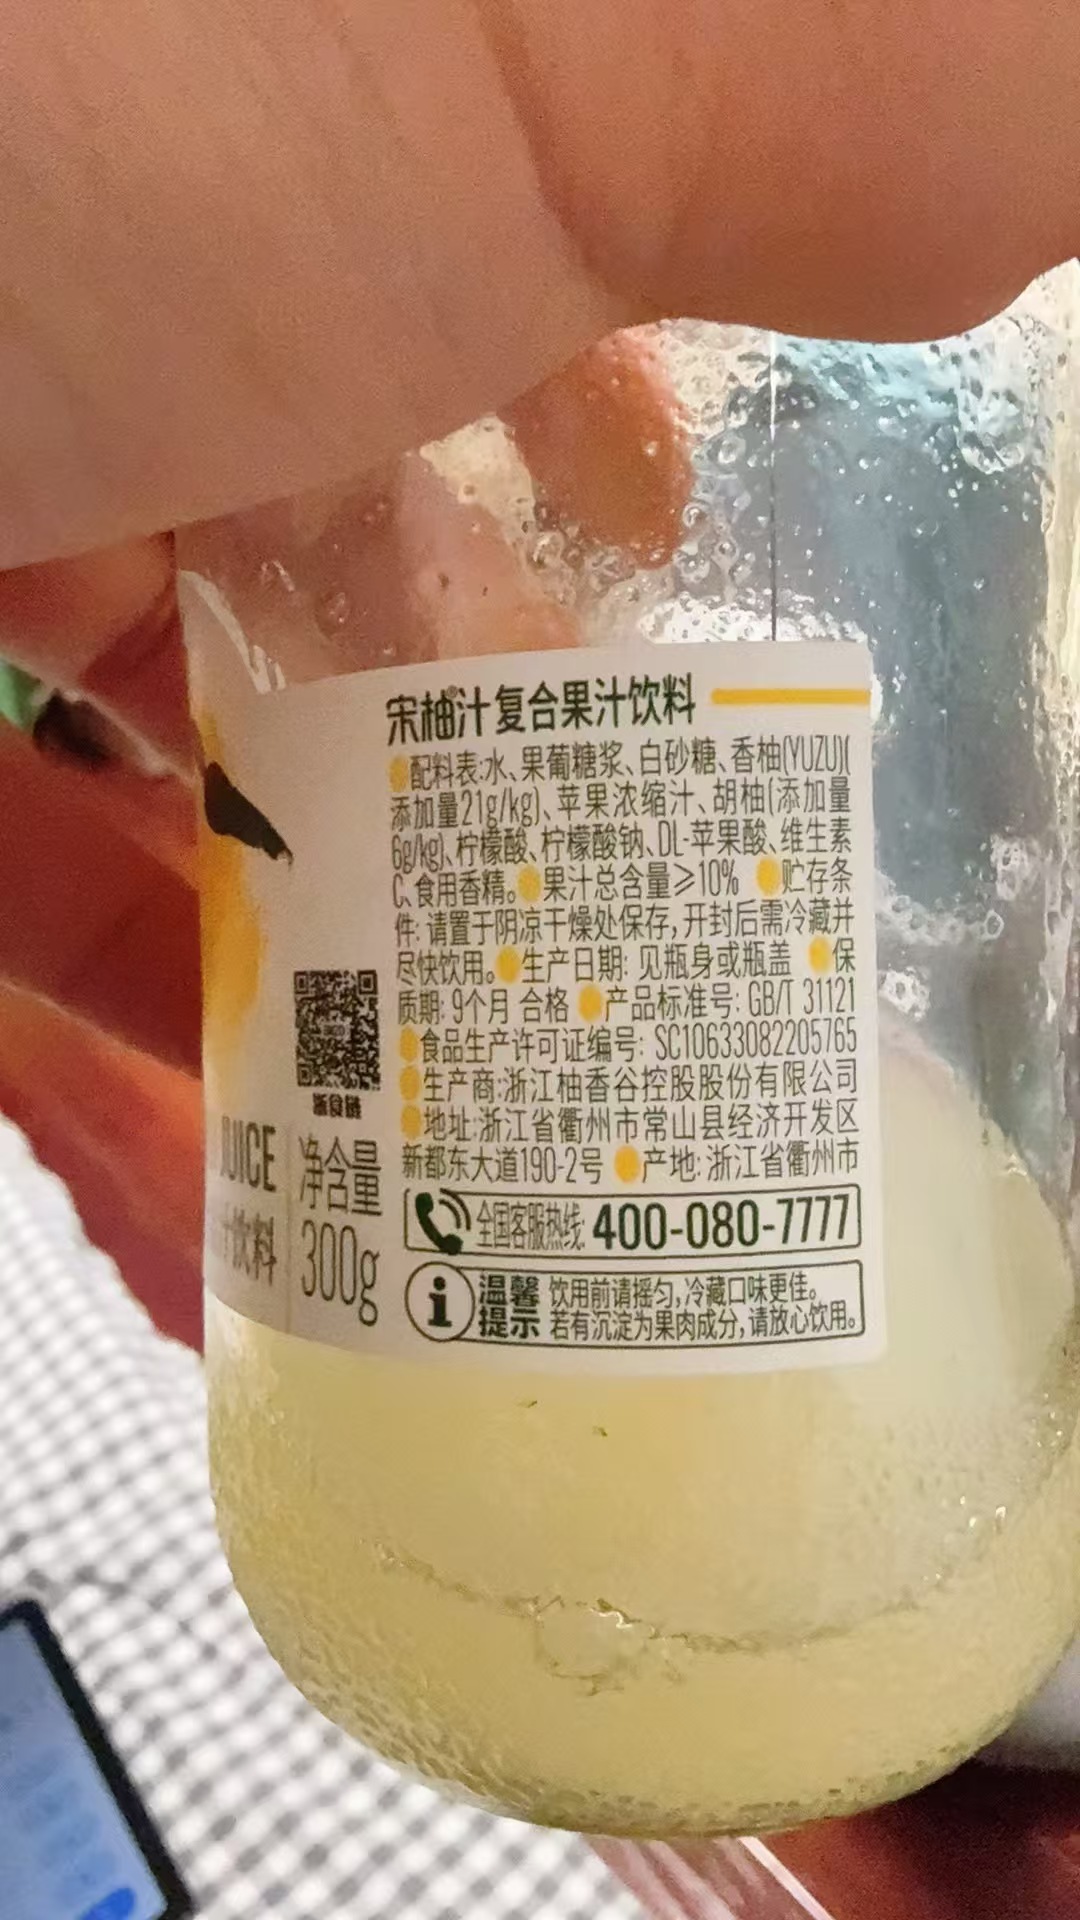 宋柚汁复合果汁饮料
配料表:水、果葡糖浆、白砂糖、香柚(YUZU)(
添加量21g/kg)、苹果浓缩汁、胡柚(添加量
6g/kg)、柠檬酸、柠檬酸钠、DL-苹果酸、维生素
C、食用香精。果汁总含量≥10% 贮存条
件: 请置于阴凉干燥处保存,开封后需冷藏并
尽快饮用。生产日期: 见瓶身或瓶盖 保
质期: 9个月 合格 产品标准号: GB/T 31121
食品生产许可证编号: SC10633082205765
生产商:浙江柚香谷控股股份有限公司
地址:浙江省衢州市常山县经济开发区
新都东大道190-2号 产地: 浙江省衢州市
全国客服热线: 400-080-7777
温馨提示 饮用前请摇匀,冷藏口味更佳。
若有沉淀为果肉成分,请放心饮用。
浙食链
净含量
300g
JUICE
汁饮料